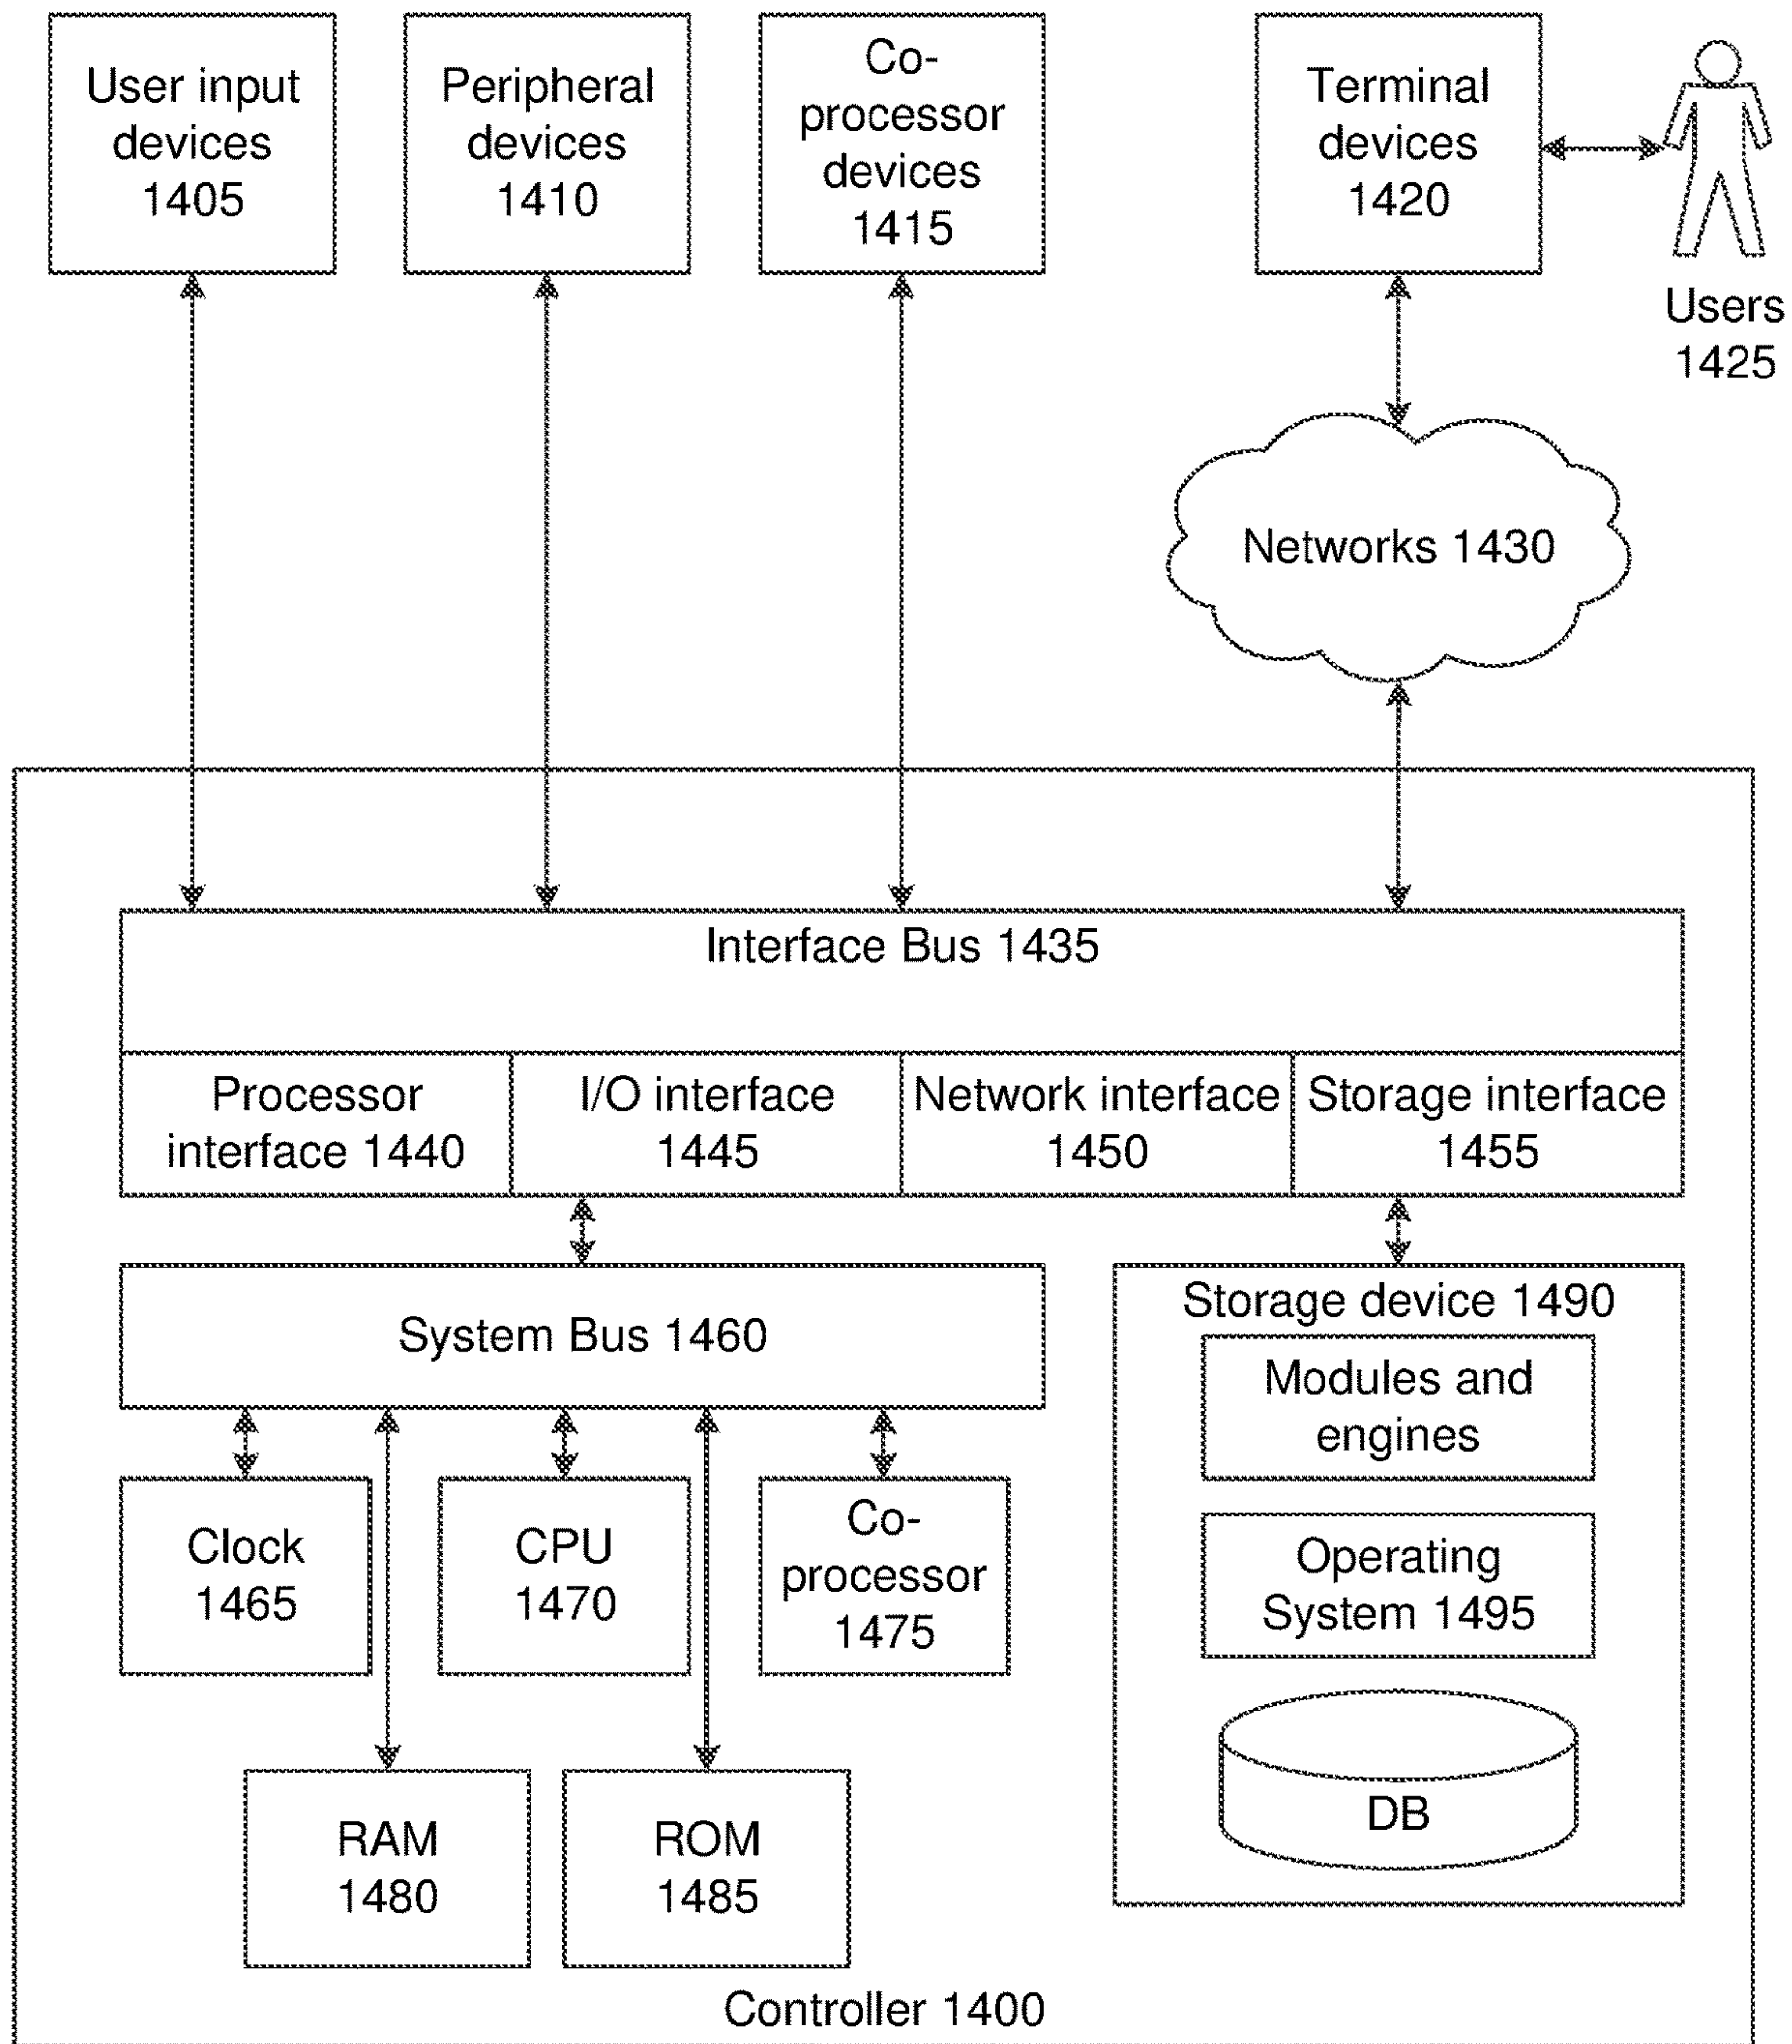 User input
devices
1405
Peripheral
devices
1410
Co-
processor
devices
1415
Terminal
devices
1420
Users
1425
Networks 1430
Interface Bus 1435
Processor
interface 1440
I/O interface
1445
Network interface
1450
Storage interface
1455
System Bus 1460
Storage device 1490
Modules and
engines
Operating
System 1495
DB
Clock
1465
CPU
1470
Co-
processor
1475
RAM
1480
ROM
1485
Controller 1400